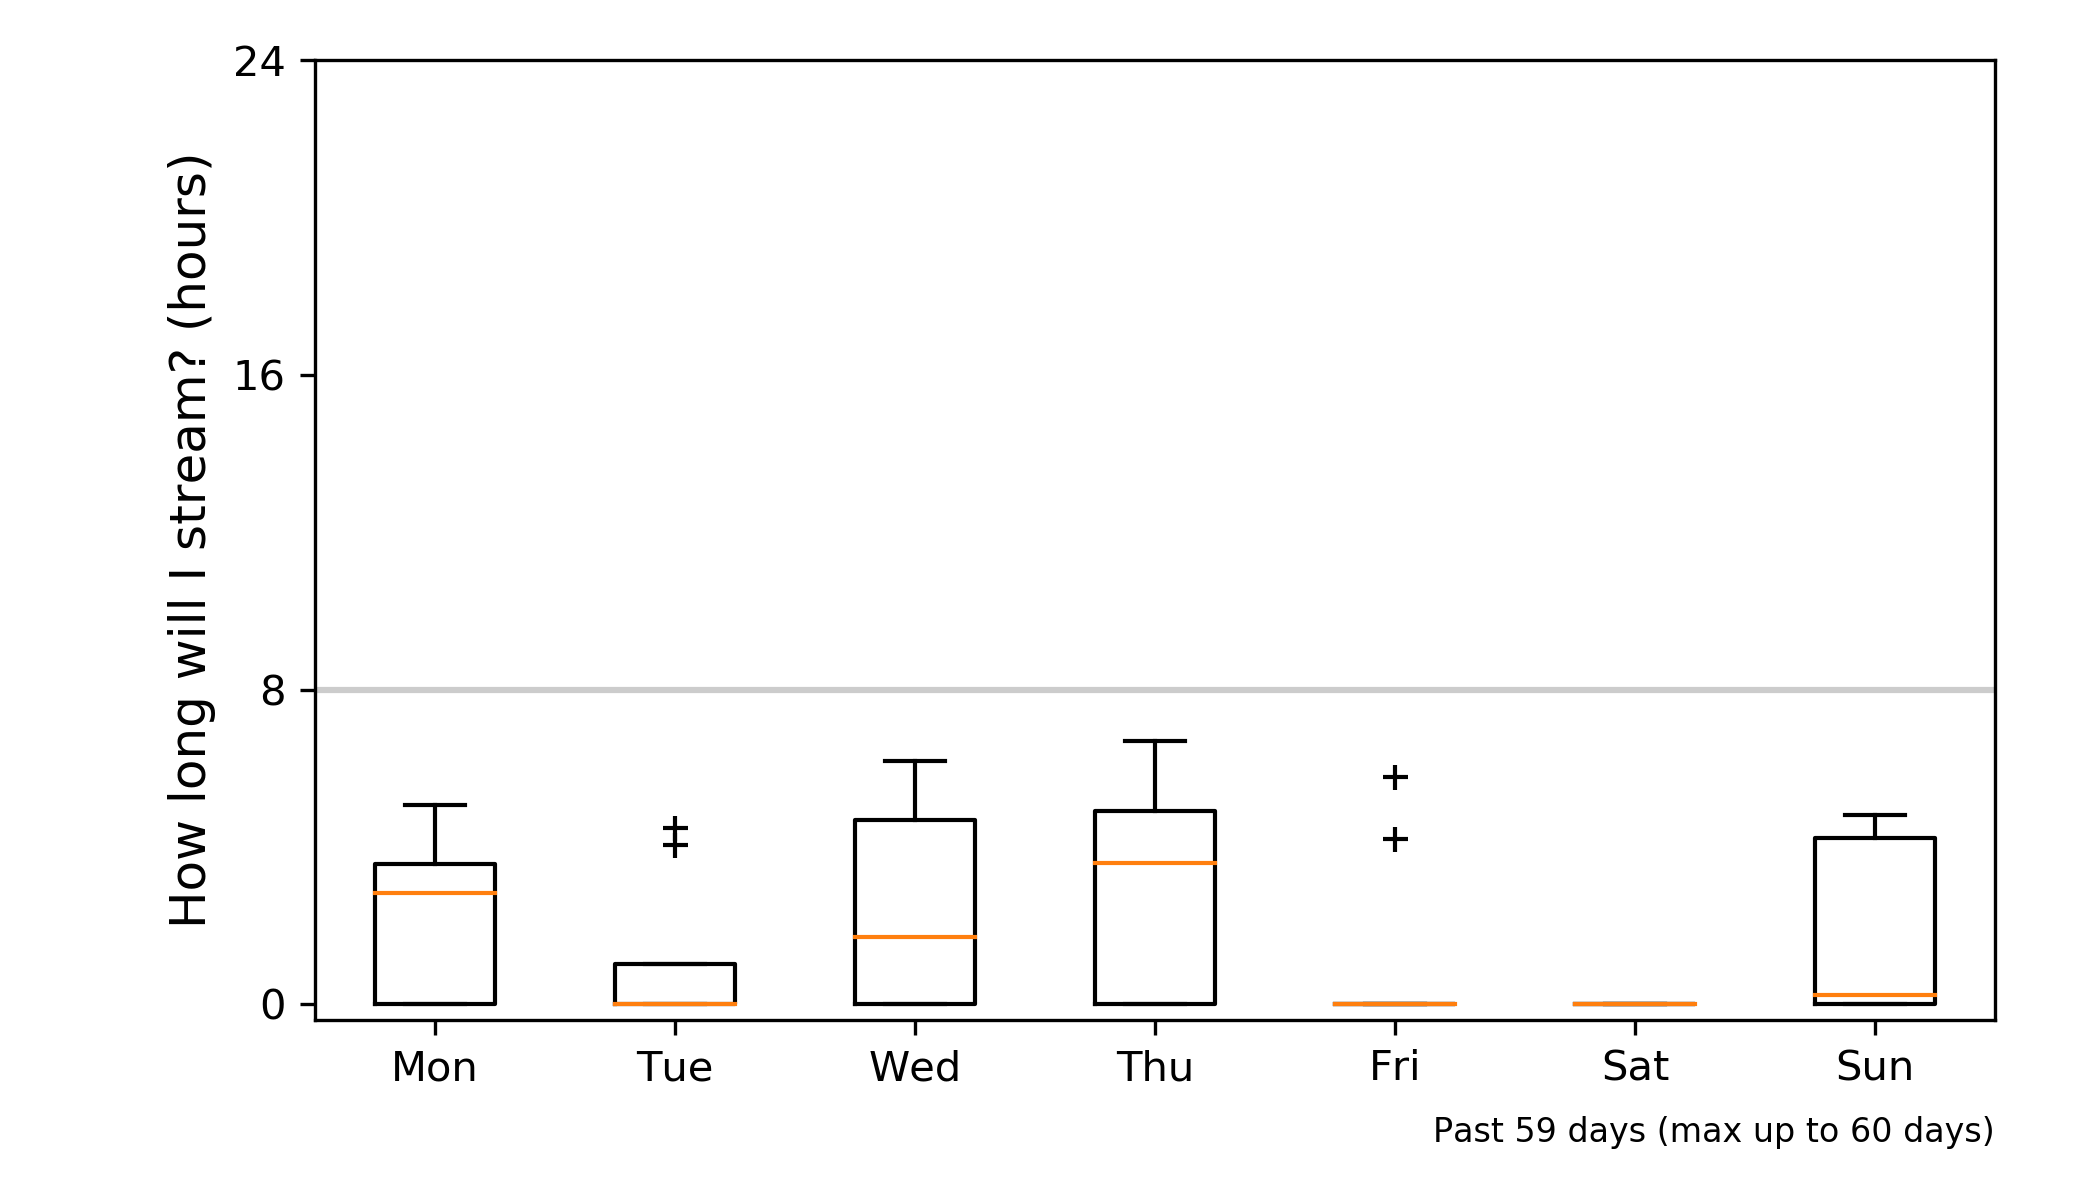 How long will I stream? (hours)
24
16
8
0
Mon Tue Wed Thu Fri Sat Sun
Past 59 days (max up to 60 days)